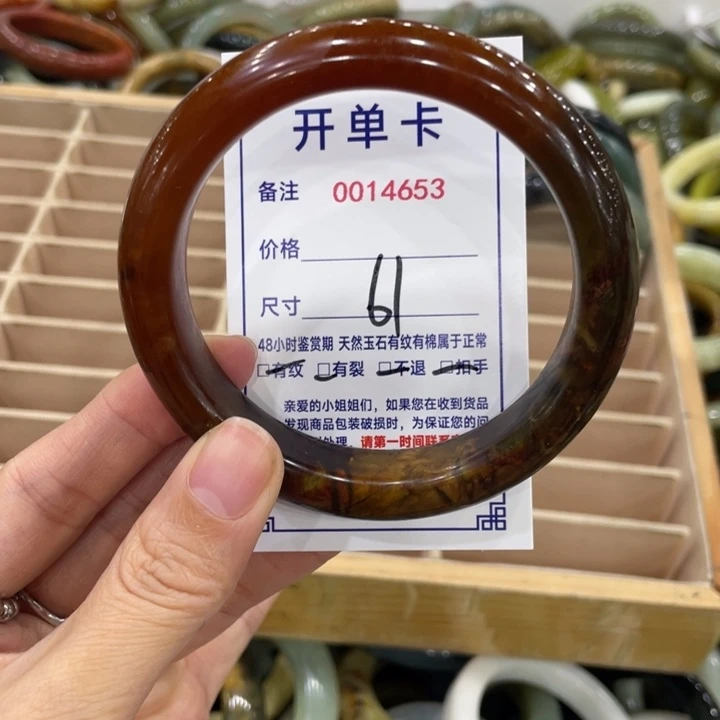 开单卡
备注 0014653
价格
尺寸 61
48小时鉴赏期 天然玉石有纹有棉属于正常
□有纹 □有裂 □不退 □扣手
亲爱的小姐姐们，如果您在收到货品
发现商品包装破损时，为保证您的问
处理，请第一时间联系